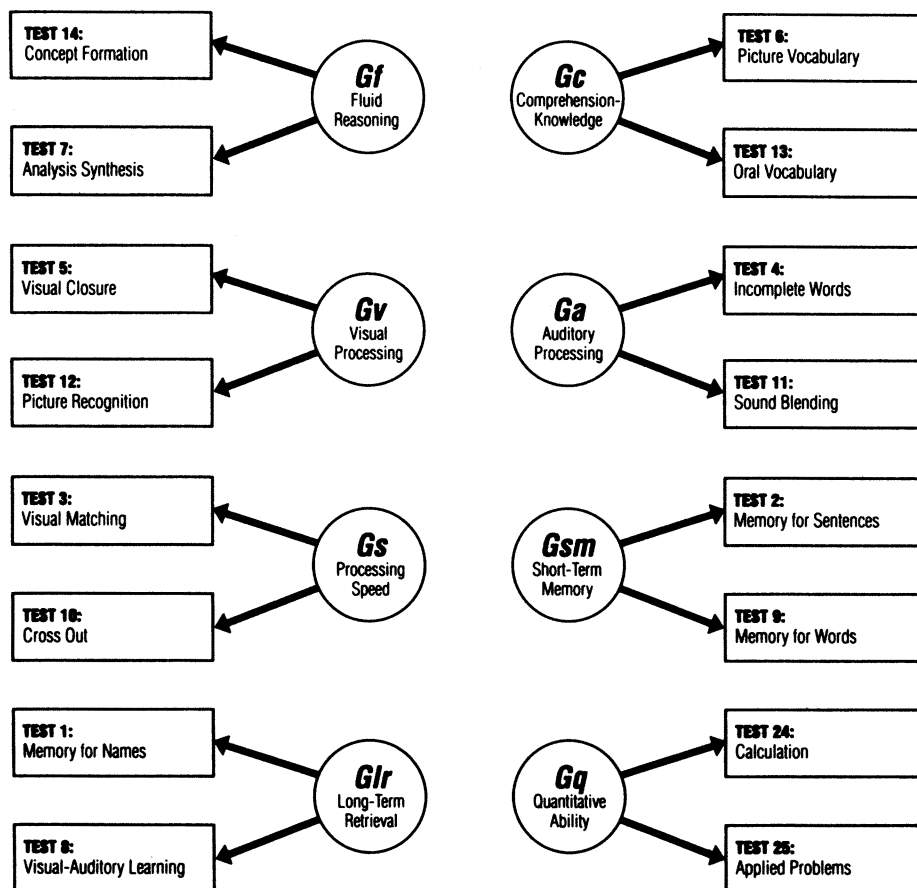 TEST 14:
Concept Formation
Gf
Fluid
Reasoning
TEST 7:
Analysis Synthesis
Gc
Comprehension-
Knowledge
TEST 6:
Picture Vocabulary
TEST 13:
Oral Vocabulary
TEST 5:
Visual Closure
Gv
Visual
Processing
TEST 12:
Picture Recognition
Ga
Auditory
Processing
TEST 4:
Incomplete Words
TEST 11:
Sound Blending
TEST 3:
Visual Matching
Gs
Processing
Speed
TEST 10:
Cross Out
Gsm
Short-Term
Memory
TEST 2:
Memory for Sentences
TEST 9:
Memory for Words
TEST 1:
Memory for Names
Glr
Long-Term
Retrieval
TEST 8:
Visual-Auditory Learning
Gq
Quantitative
Ability
TEST 24:
Calculation
TEST 25:
Applied Problems